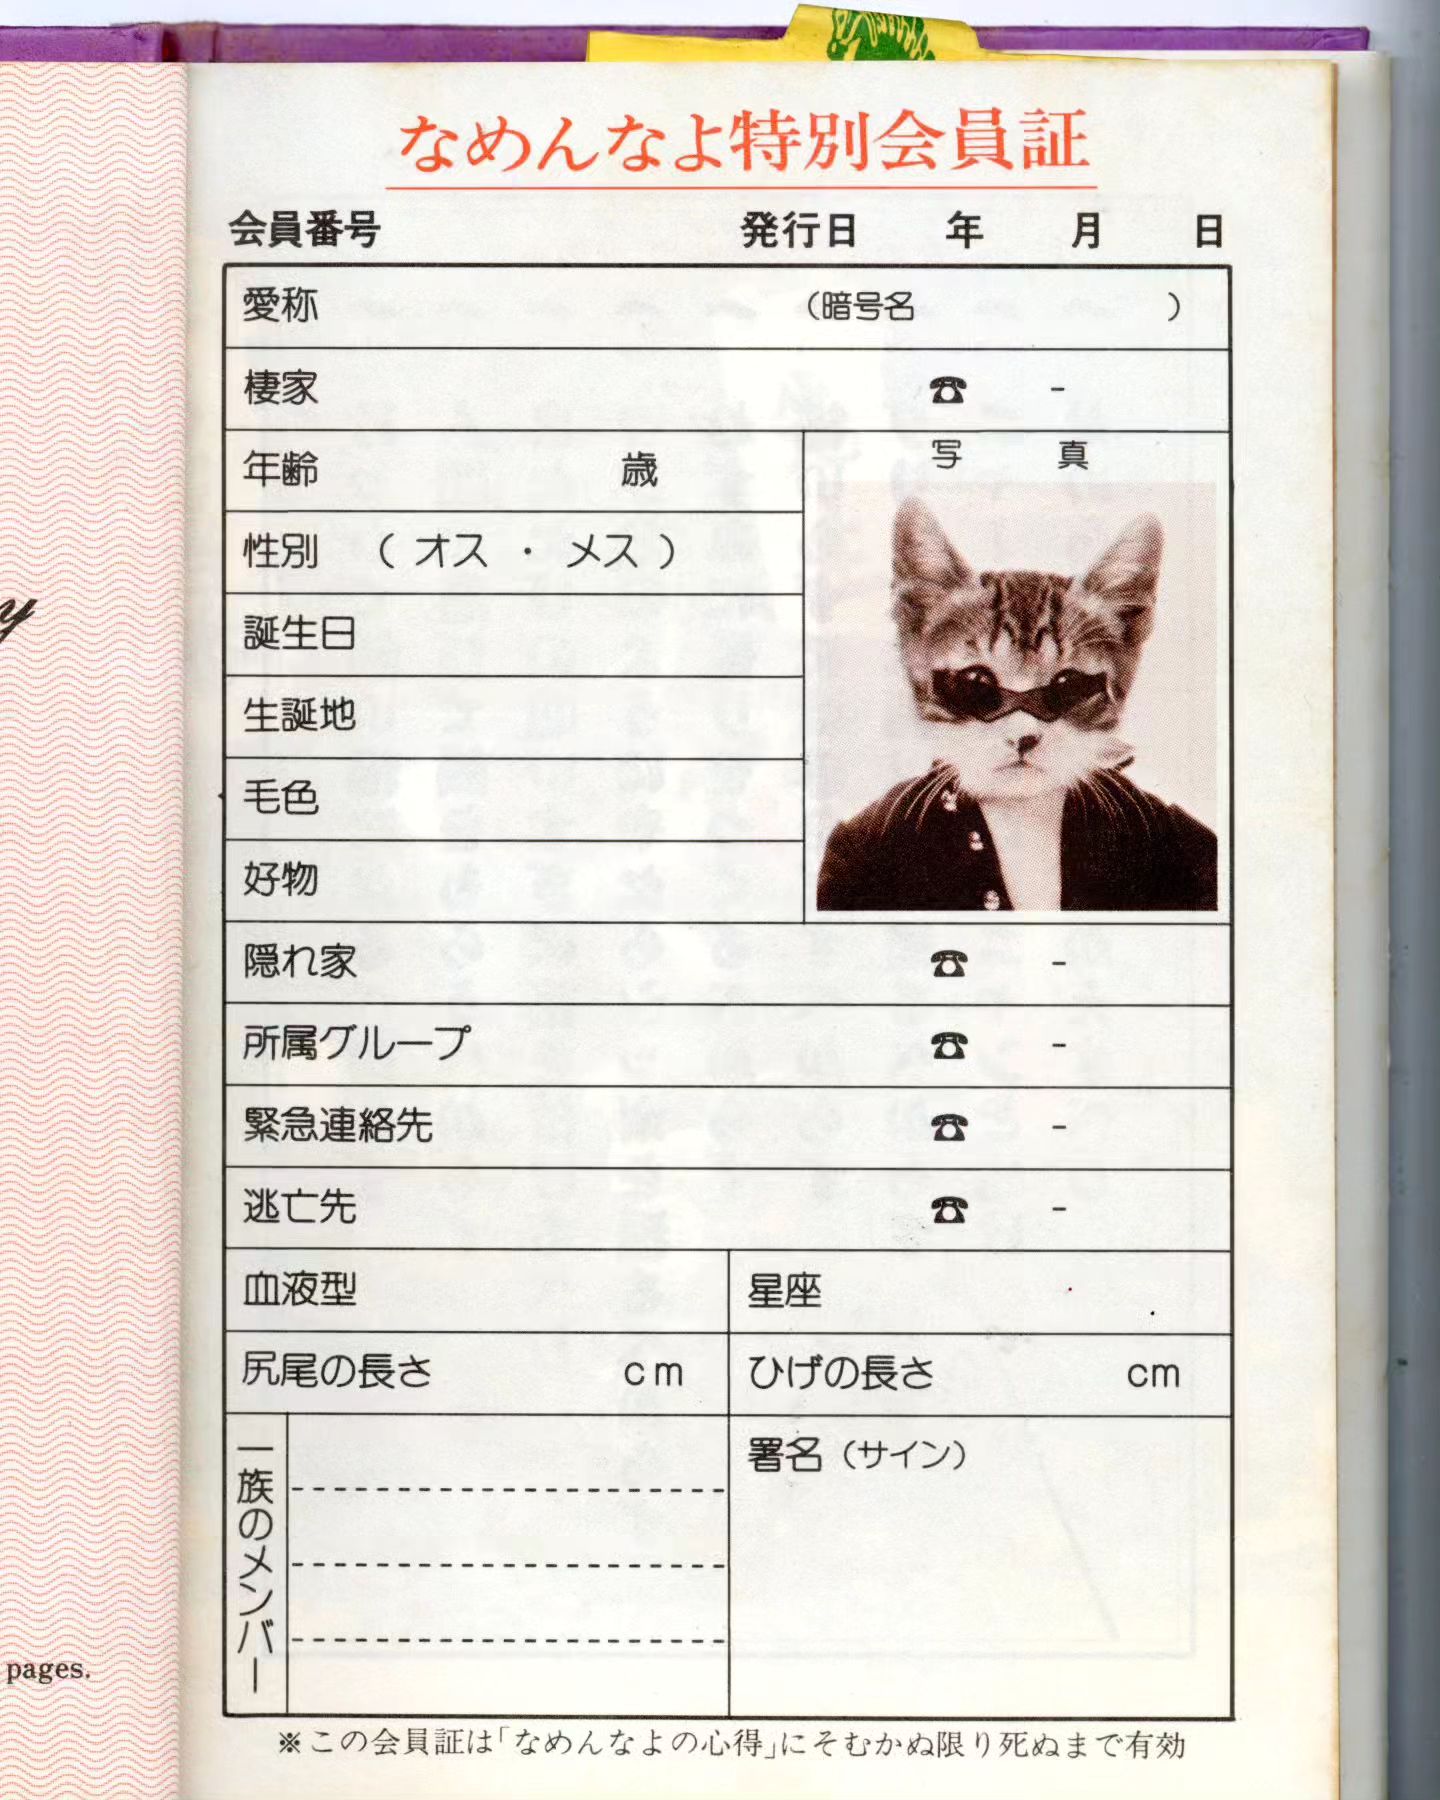 なめんなよ特別会員証
会員番号 発行日 年 月 日
愛称 (暗号名 )
棲家 ☎ -
年齢 歳
写 真
性別 ( オス ・ メス )
誕生日
生誕地
毛色
好物
隠れ家 ☎ -
所属グループ ☎ -
緊急連絡先 ☎ -
逃亡先 ☎ -
血液型 星座
尻尾の長さ cm ひげの長さ cm
一族のメンバー
署名(サイン)
※この会員証は「なめんなよの心得」にそむかぬ限り死ぬまで有効
y
pages.